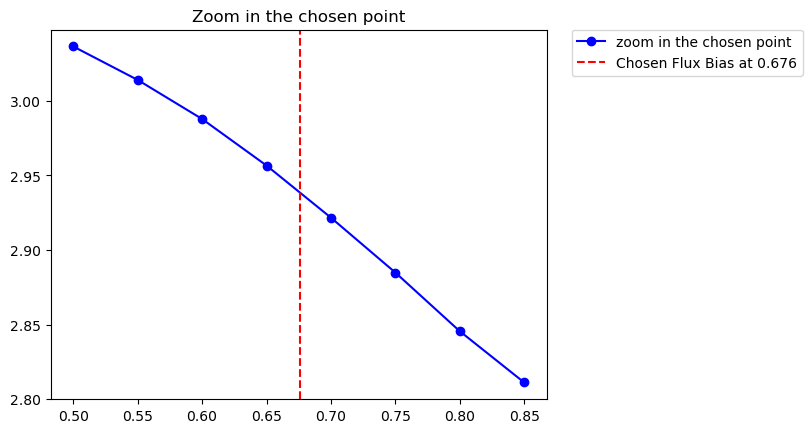 Zoom in the chosen point
zoom in the chosen point
Chosen Flux Bias at 0.676
3.00
2.95
2.90
2.85
2.80
0.50 0.55 0.60 0.65 0.70 0.75 0.80 0.85